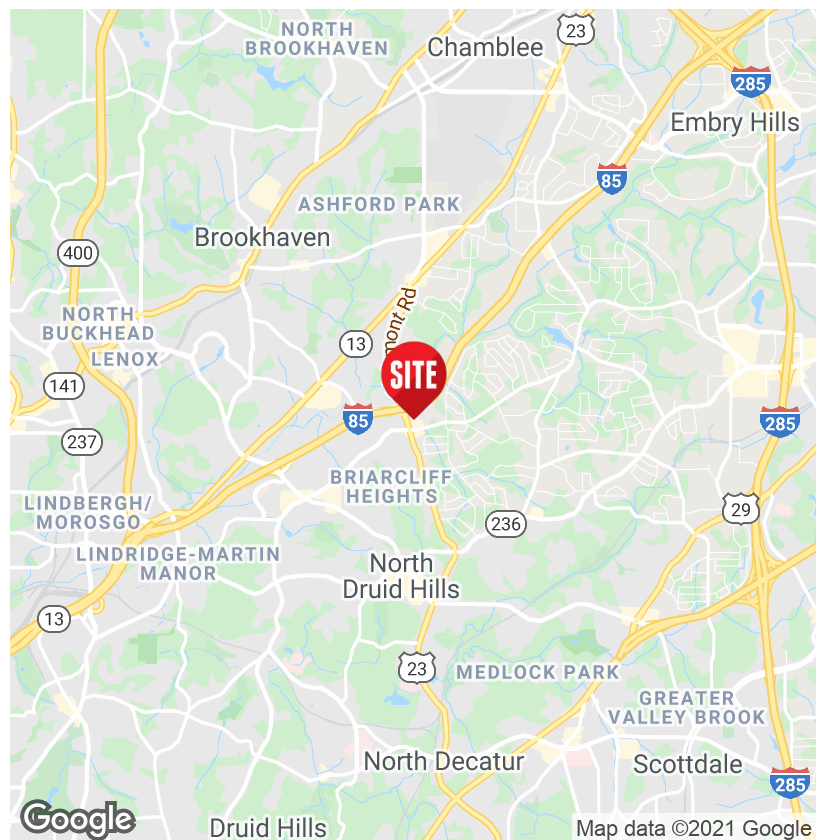 NORTH
BROOKHAVEN
23
Chamblee
285
Embry Hills
85
ASHFORD PARK
Brookhaven
400
mont Rd
NORTH
BUCKHEAD
13
LENOX
SITE
141
85
285
237
BRIARCLIFF
HEIGHTS
LINDBERGH/
MOROSGO
29
236
LINDRIDGE-MARTIN
MANOR
North
Druid Hills
13
23
MEDLOCK PARK
GREATER
VALLEY BROOK
North Decatur
Scottdale
285
Google
Druid Hills
Map data ©2021 Google